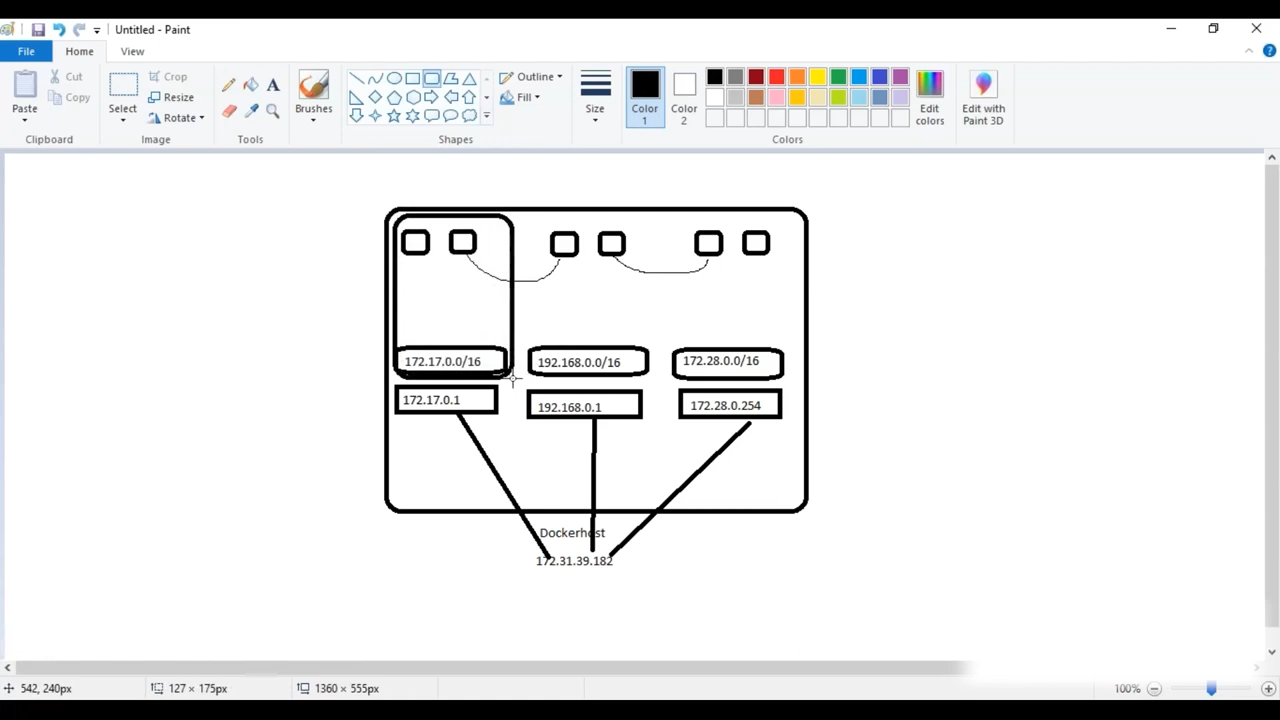 Untitled - Paint
File Home View
Paste
Cut
Copy
Clipboard
Select
Crop
Resize
Rotate
Image
Tools
Brushes
Outline
Fill
Shapes
Size
Color 1
Color 2
Edit colors
Colors
Edit with Paint 3D
172.17.0.0/16 192.168.0.0/16 172.28.0.0/16
172.17.0.1 192.168.0.1 172.28.0.254
Dockerhost
172.31.39.182
542, 240px 127 × 175px 1360 × 555px 100%